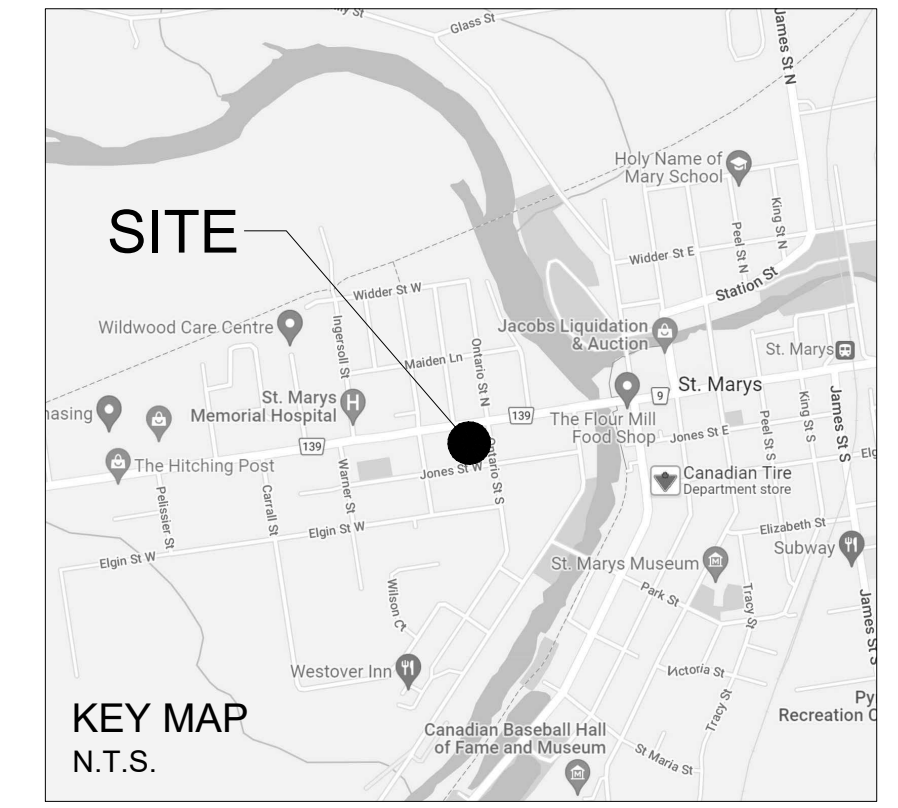 Glass St
James St N
Holy Name of
Mary School
King St N
Peel St N
SITE
Widder St E
Station St
Widder St W
Wildwood Care Centre
Ingersoll St
Jacobs Liquidation
& Auction
Maiden Ln
Ontario St N
St. Marys
St. Marys
Memorial Hospital
H
hasing
139
9
St. Marys
The Flour Mill
Food Shop
James St S
King St S
Peel St S
Jones St E
139
The Hitching Post
Jones St W
Ontario St S
Warner St
Carrall St
Pelissier St
Canadian Tire
Department store
Elgin St W
Elgin St W
Elizabeth St
Subway
St. Marys Museum
Park St
Tracy St
Wilson Ct
James St S
Westover Inn
Victoria St
Tracy St
KEY MAP
N.T.S.
Canadian Baseball Hall
of Fame and Museum
St Maria St
Py
Recreation C